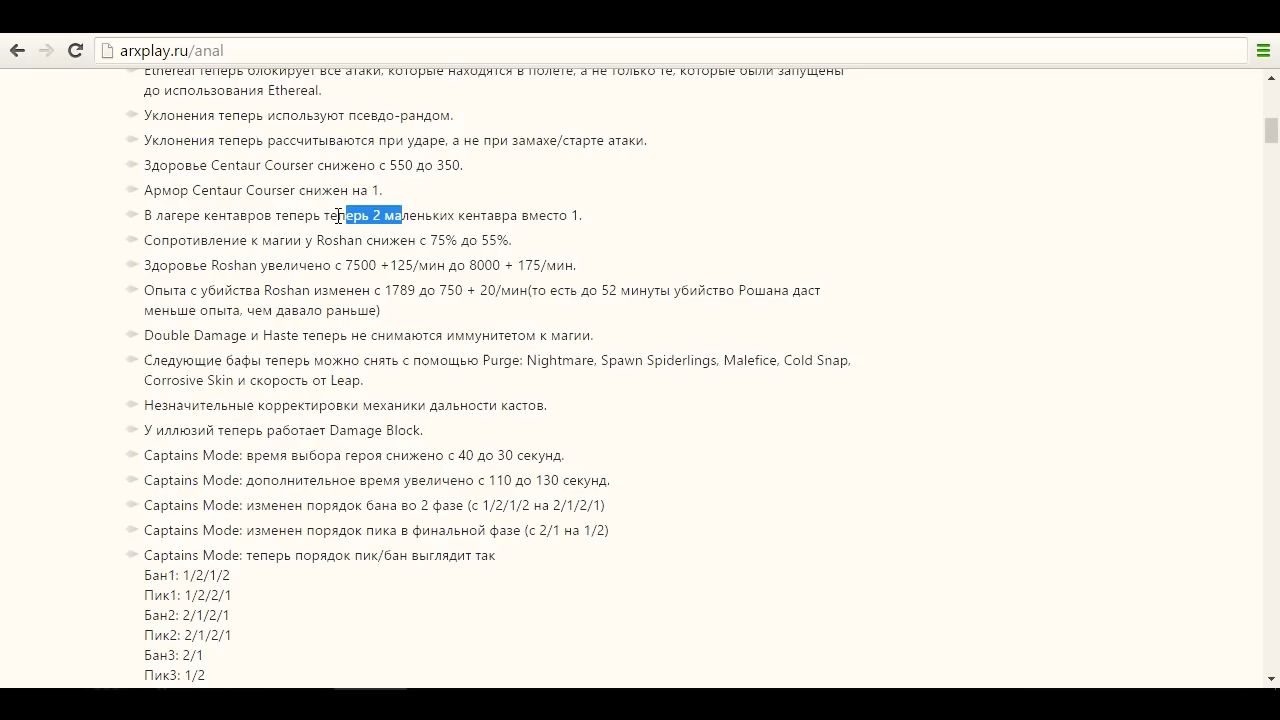 arxplay.ru/anal
Ethereal теперь блокирует все атаки, которые находятся в полете, а не только те, которые были запущены
до использования Ethereal.
Уклонения теперь используют псевдо-рандом.
Уклонения теперь рассчитываются при ударе, а не при замахе/старте атаки.
Здоровье Centaur Courser снижено с 550 до 350.
Армор Centaur Courser снижен на 1.
В лагере кентавров теперь теперь 2 маленьких кентавра вместо 1.
Сопротивление к магии у Roshan снижен с 75% до 55%.
Здоровье Roshan увеличено с 7500 +125/мин до 8000 + 175/мин.
Опыта с убийства Roshan изменен с 1789 до 750 + 20/мин(то есть до 52 минуты убийство Рошана даст
меньше опыта, чем давало раньше)
Double Damage и Haste теперь не снимаются иммунитетом к магии.
Следующие бафы теперь можно снять с помощью Purge: Nightmare, Spawn Spiderlings, Malefice, Cold Snap,
Corrosive Skin и скорость от Leap.
Незначительные корректировки механики дальности кастов.
У иллюзий теперь работает Damage Block.
Captains Mode: время выбора героя снижено с 40 до 30 секунд.
Captains Mode: дополнительное время увеличено с 110 до 130 секунд.
Captains Mode: изменен порядок бана во 2 фазе (с 1/2/1/2 на 2/1/2/1)
Captains Mode: изменен порядок пика в финальной фазе (с 2/1 на 1/2)
Captains Mode: теперь порядок пик/бан выглядит так
Бан1: 1/2/1/2
Пик1: 1/2/2/1
Бан2: 2/1/2/1
Пик2: 2/1/2/1
Бан3: 2/1
Пик3: 1/2